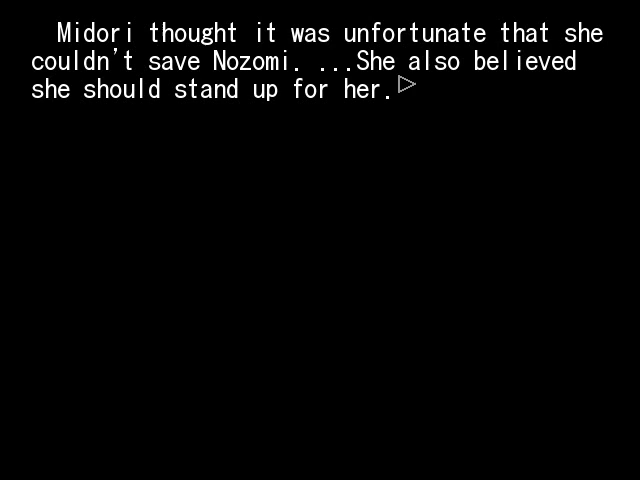 Midori thought it was unfortunate that she
couldn't save Nozomi. ...She also believed
she should stand up for her.